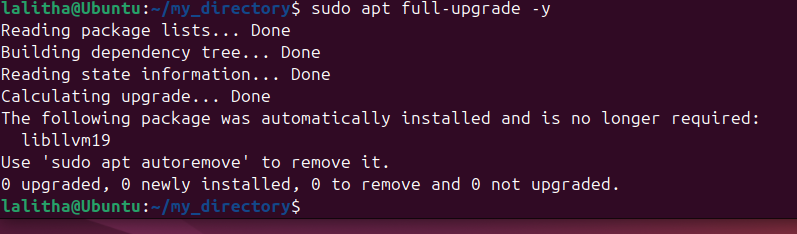 lalitha@Ubuntu:~/my_directory$ sudo apt full-upgrade -y
Reading package lists... Done
Building dependency tree... Done
Reading state information... Done
Calculating upgrade... Done
The following package was automatically installed and is no longer required:
  libllvm19
Use 'sudo apt autoremove' to remove it.
0 upgraded, 0 newly installed, 0 to remove and 0 not upgraded.
lalitha@Ubuntu:~/my_directory$